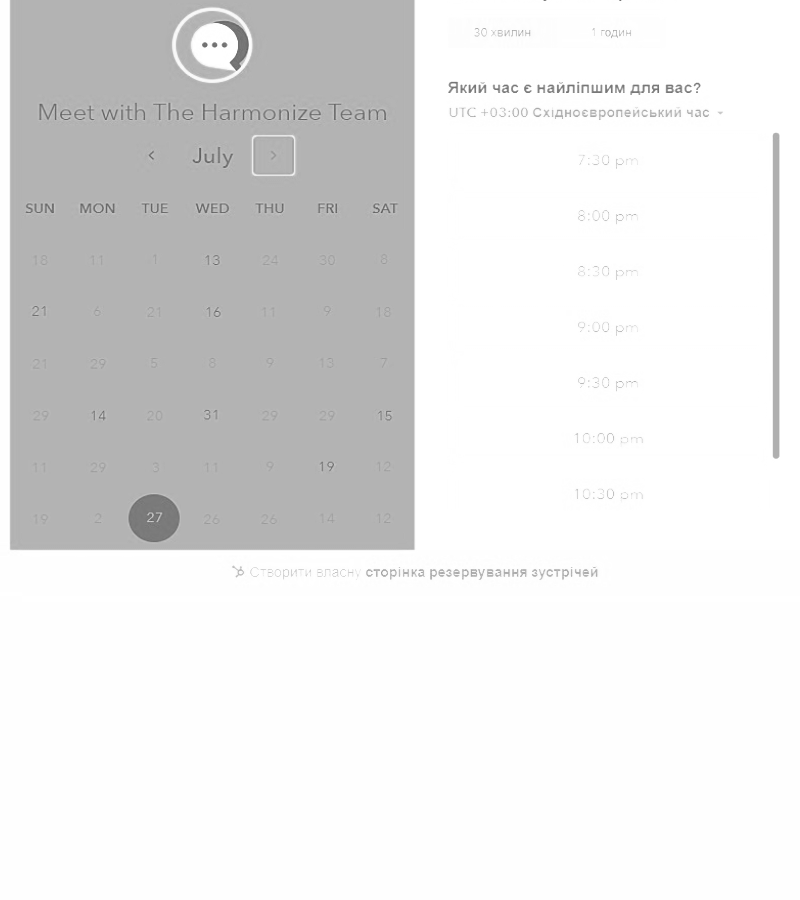 30 хвилин 1 годин
Meet with The Harmonize Team
July
SUN MON TUE WED THU FRI SAT
18 11 1 13 24 30 8
21 6 21 16 11 9 18
21 29 5 8 9 13 7
29 14 20 31 29 29 15
11 29 3 11 9 19 12
19 2 27 26 26 14 12
Який час є найліпшим для вас?
UTC +03:00 Східноєвропейський час
7:30 pm
8:00 pm
8:30 pm
9:00 pm
9:30 pm
10:00 pm
10:30 pm
Створити власну сторінка резервування зустрічей